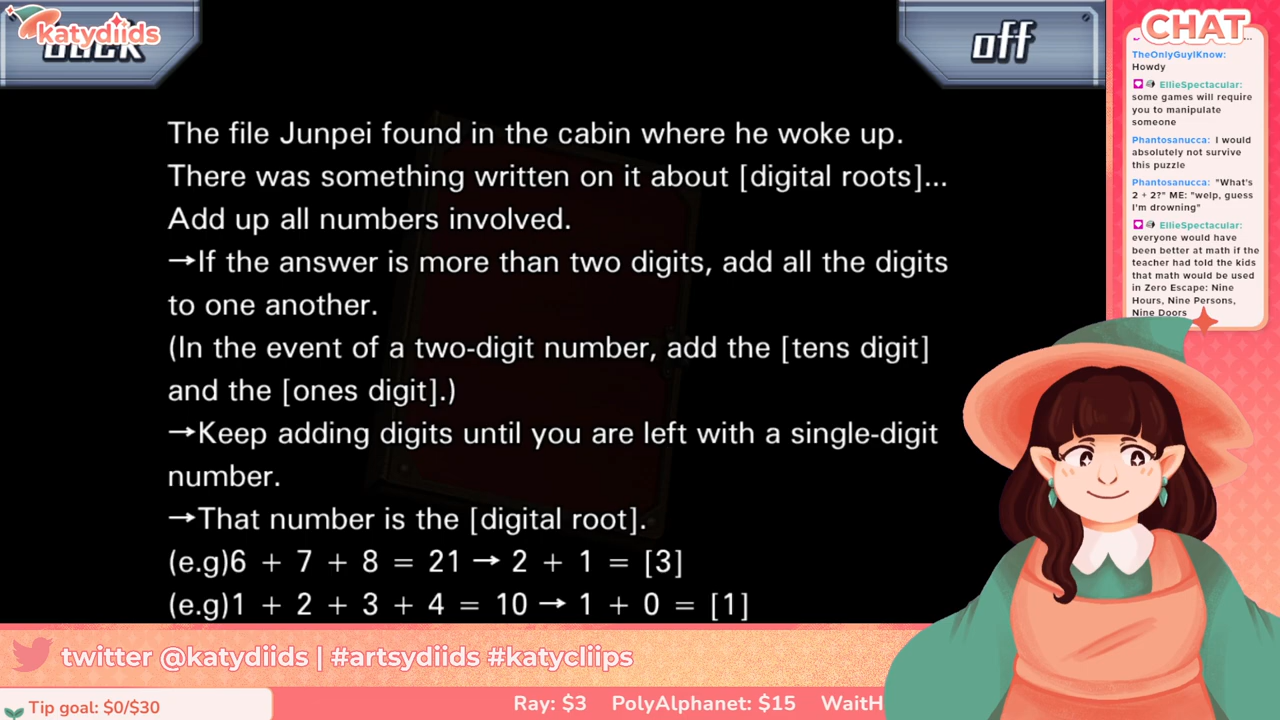 katydiids
back
off
The file Junpei found in the cabin where he woke up.
There was something written on it about [digital roots]...
Add up all numbers involved.
→If the answer is more than two digits, add all the digits
to one another.
(In the event of a two-digit number, add the [tens digit]
and the [ones digit].)
→Keep adding digits until you are left with a single-digit
number.
→That number is the [digital root].
(e.g)6 + 7 + 8 = 21→2 + 1 = [3]
(e.g)1 + 2 + 3 + 4 = 10→1 + 0 = [1]
CHAT
TheOnlyGuyIKnow:
Howdy
EllieSpectacular:
some games will require
you to manipulate
someone
Phantosanucca: I would
absolutely not survive
this puzzle
Phantosanucca: "What's
2 + 2?" ME: "welp, guess
I'm drowning"
EllieSpectacular:
everyone would have
been better at math if the
teacher had told the kids
that math would be used
in Zero Escape: Nine
Hours, Nine Persons,
Nine Doors
twitter @katydiids | #artsydiids #katycliips
Tip goal: $0/$30
Ray: $3 PolyAlphanet: $15 WaitH